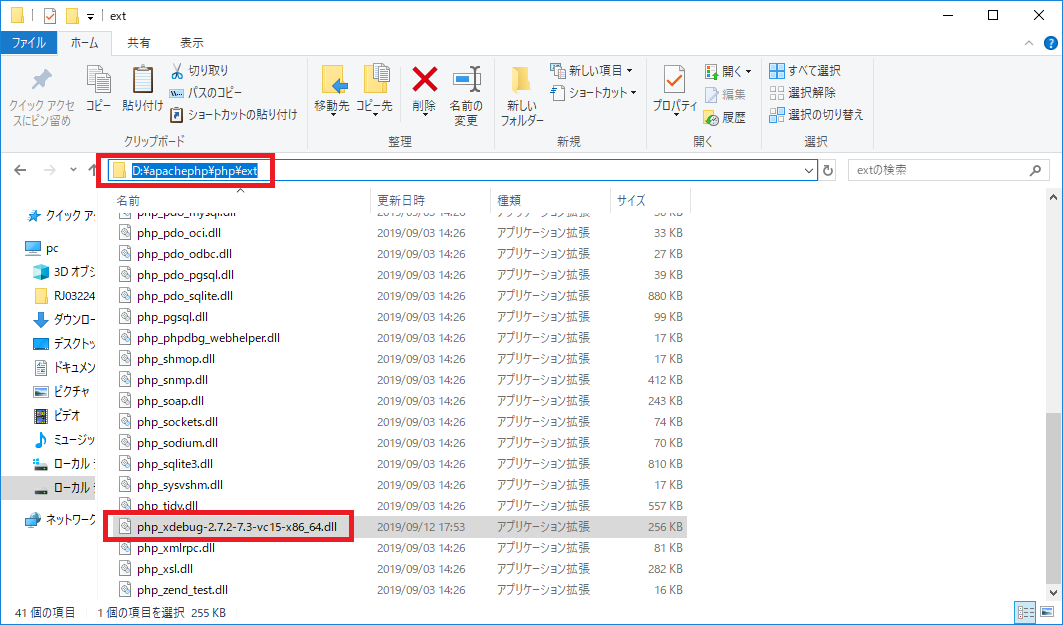 ext
ファイル ホーム 共有 表示
クイック アクセスにピン留め
コピー
貼り付け
切り取り
パスのコピー
ショートカットの貼り付け
クリップボード
移動先
コピー先
削除
名前の変更
整理
新しいフォルダー
新しい項目
ショートカット
新規
プロパティ
開く
編集
履歴
開く
すべて選択
選択解除
選択の切り替え
選択
D:¥apachephp¥php¥ext
extの検索
クイック ア
pc
3D オブジ
RJ03224
ダウンロー
デスクトッ
ドキュメン
ピクチャ
ビデオ
ミュージッ
ローカル
ローカル
ネットワーク
名前 更新日時 種類 サイズ
php_pdo_mysql.dll 2019/09/03 14:26 アプリケーション拡張
php_pdo_oci.dll 2019/09/03 14:26 アプリケーション拡張 33 KB
php_pdo_odbc.dll 2019/09/03 14:26 アプリケーション拡張 27 KB
php_pdo_pgsql.dll 2019/09/03 14:26 アプリケーション拡張 39 KB
php_pdo_sqlite.dll 2019/09/03 14:26 アプリケーション拡張 880 KB
php_pgsql.dll 2019/09/03 14:26 アプリケーション拡張 99 KB
php_phpdbg_webhelper.dll 2019/09/03 14:26 アプリケーション拡張 17 KB
php_shmop.dll 2019/09/03 14:26 アプリケーション拡張 17 KB
php_snmp.dll 2019/09/03 14:26 アプリケーション拡張 412 KB
php_soap.dll 2019/09/03 14:26 アプリケーション拡張 243 KB
php_sockets.dll 2019/09/03 14:26 アプリケーション拡張 74 KB
php_sodium.dll 2019/09/03 14:26 アプリケーション拡張 70 KB
php_sqlite3.dll 2019/09/03 14:26 アプリケーション拡張 810 KB
php_sysvshm.dll 2019/09/03 14:26 アプリケーション拡張 17 KB
php_tidy.dll 2019/09/03 14:26 アプリケーション拡張 557 KB
php_xdebug-2.7.2-7.3-vc15-x86_64.dll 2019/09/12 17:53 アプリケーション拡張 256 KB
php_xmlrpc.dll 2019/09/03 14:26 アプリケーション拡張 81 KB
php_xsl.dll 2019/09/03 14:26 アプリケーション拡張 282 KB
php_zend_test.dll 2019/09/03 14:26 アプリケーション拡張 16 KB
41 個の項目 1 個の項目を選択 255 KB